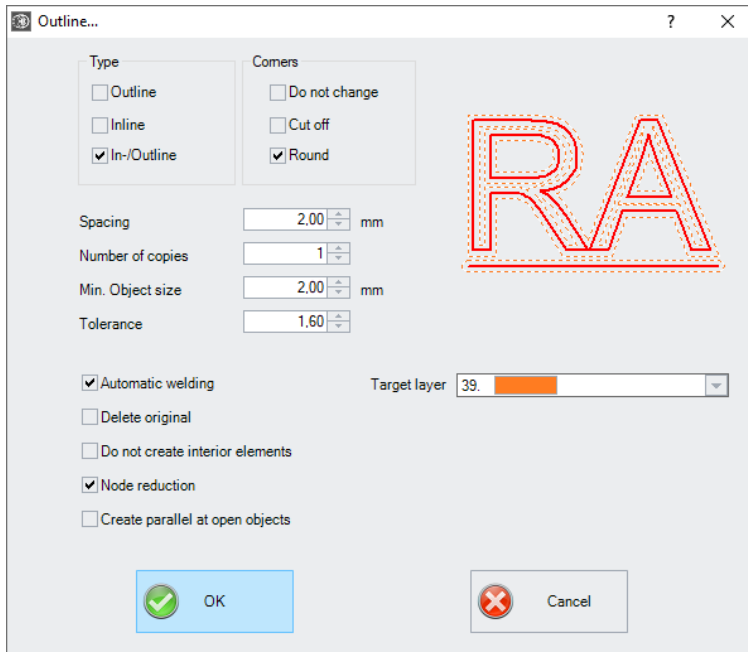 Outline...
Type
Outline
Inline
In-/Outline
Corners
Do not change
Cut off
Round
RA
Spacing 2,00 mm
Number of copies 1
Min. Object size 2,00 mm
Tolerance 1,60
Automatic welding
Target layer 39.
Delete original
Do not create interior elements
Node reduction
Create parallel at open objects
OK
Cancel